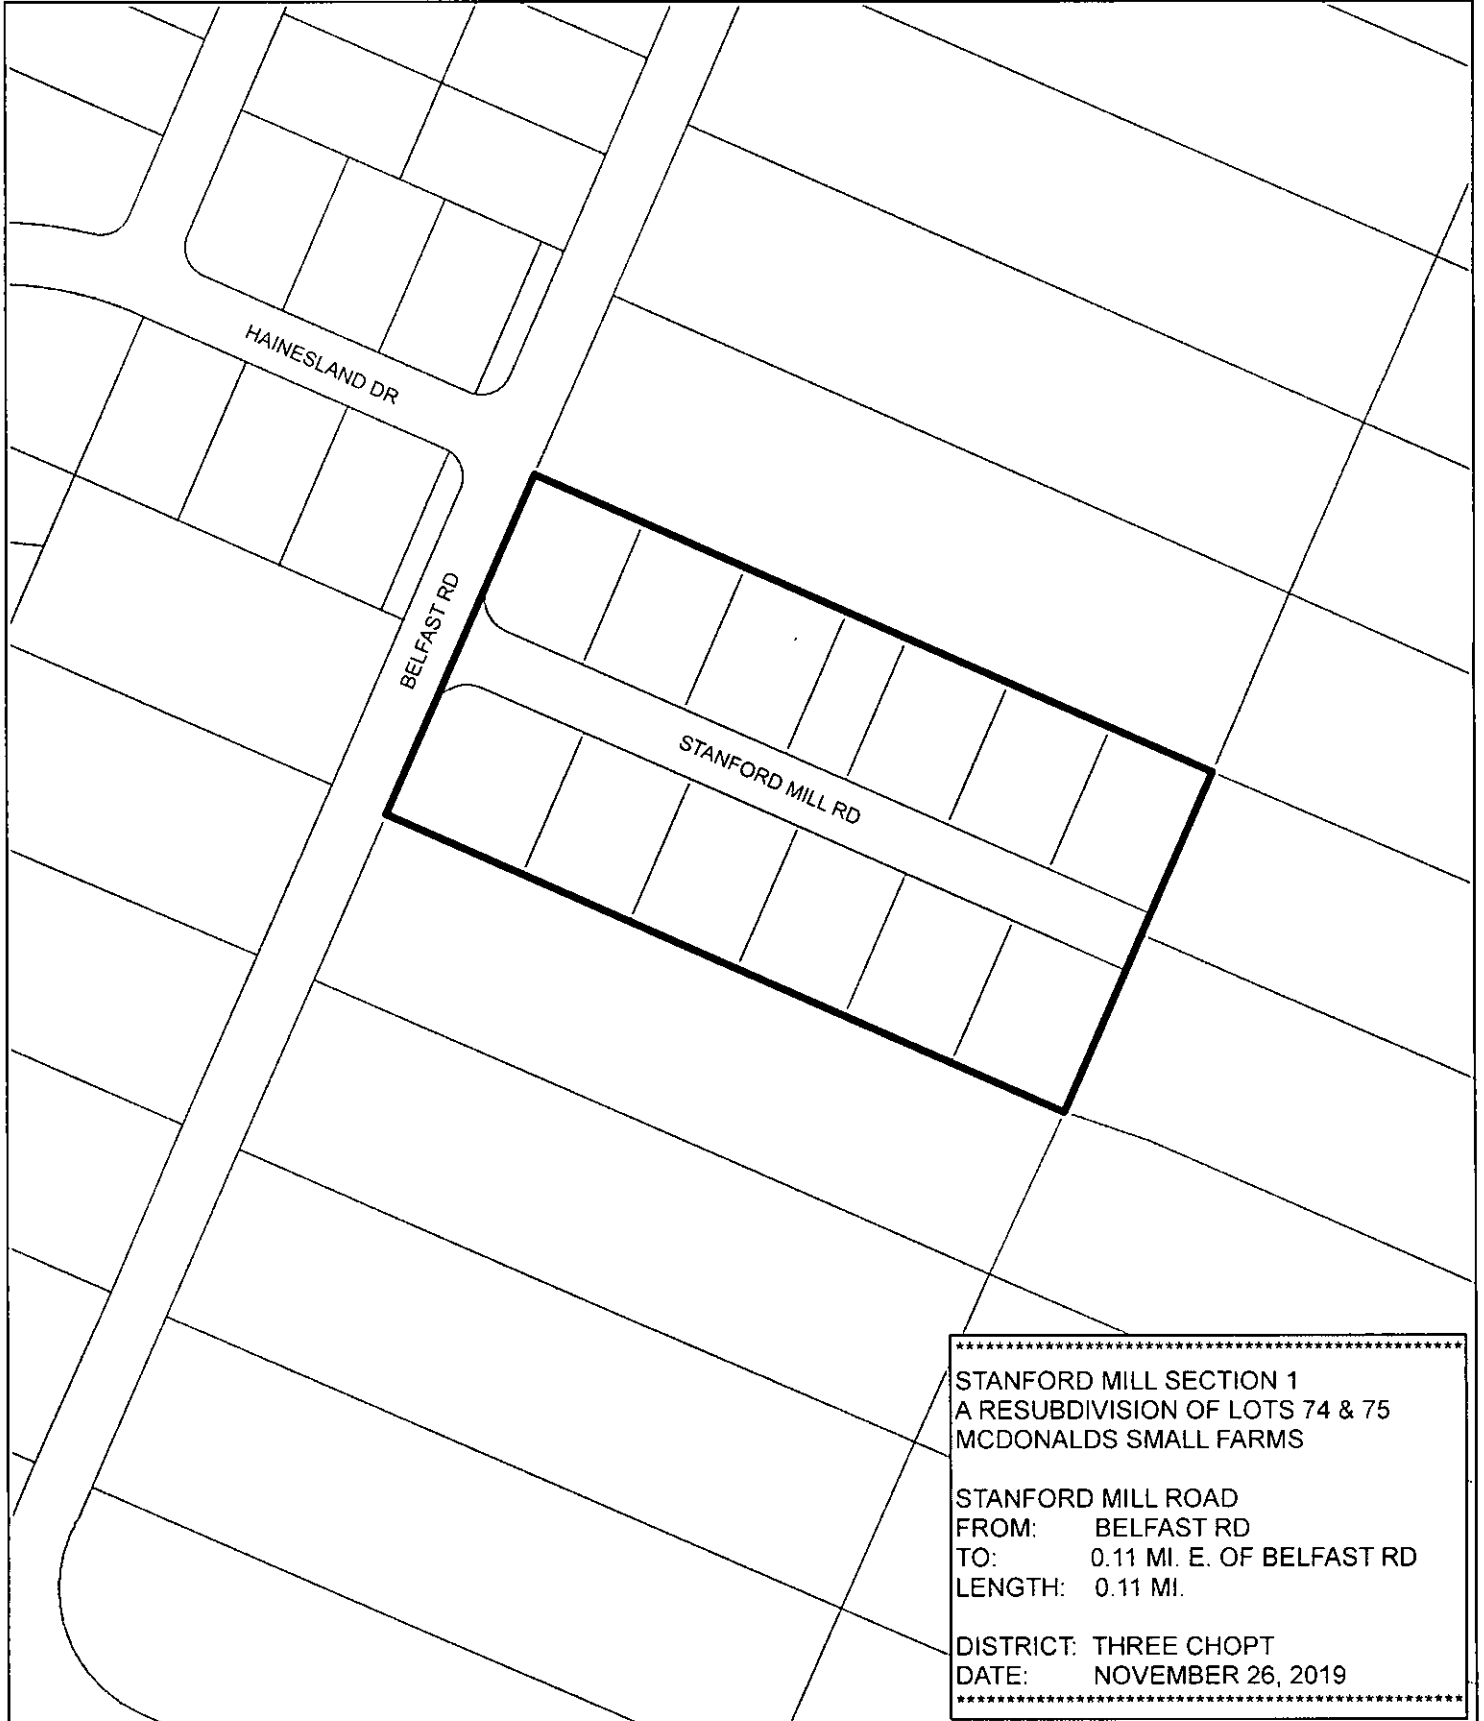 HAINESLAND DR
BELFAST RD
STANFORD MILL RD
******************************************************************
STANFORD MILL SECTION 1
A RESUBDIVISION OF LOTS 74 & 75
MCDONALDS SMALL FARMS
STANFORD MILL ROAD
FROM: BELFAST RD
TO: 0.11 MI. E. OF BELFAST RD
LENGTH: 0.11 MI.
DISTRICT: THREE CHOPT
DATE: NOVEMBER 26, 2019
******************************************************************